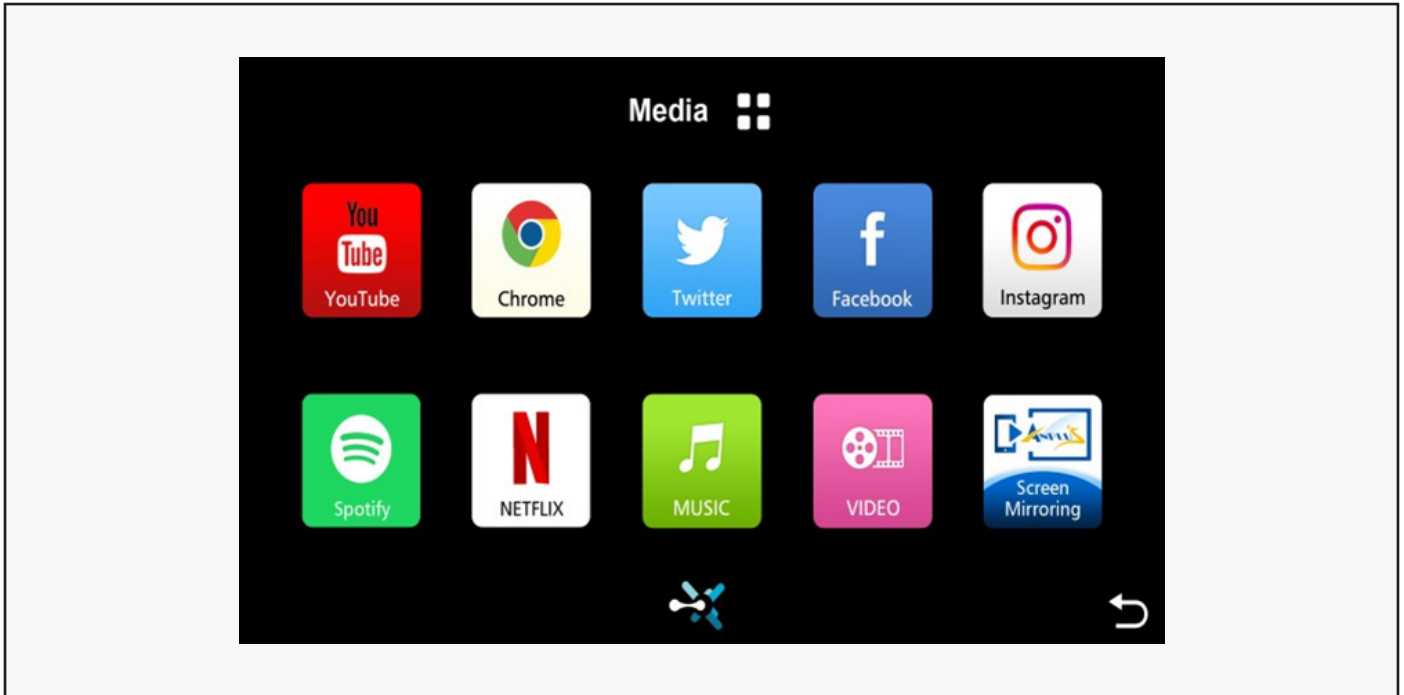 Media
You
Tube
YouTube
Chrome
Twitter
f
Facebook
Instagram
Spotify
N
NETFLIX
MUSIC
VIDEO
Screen
Mirroring